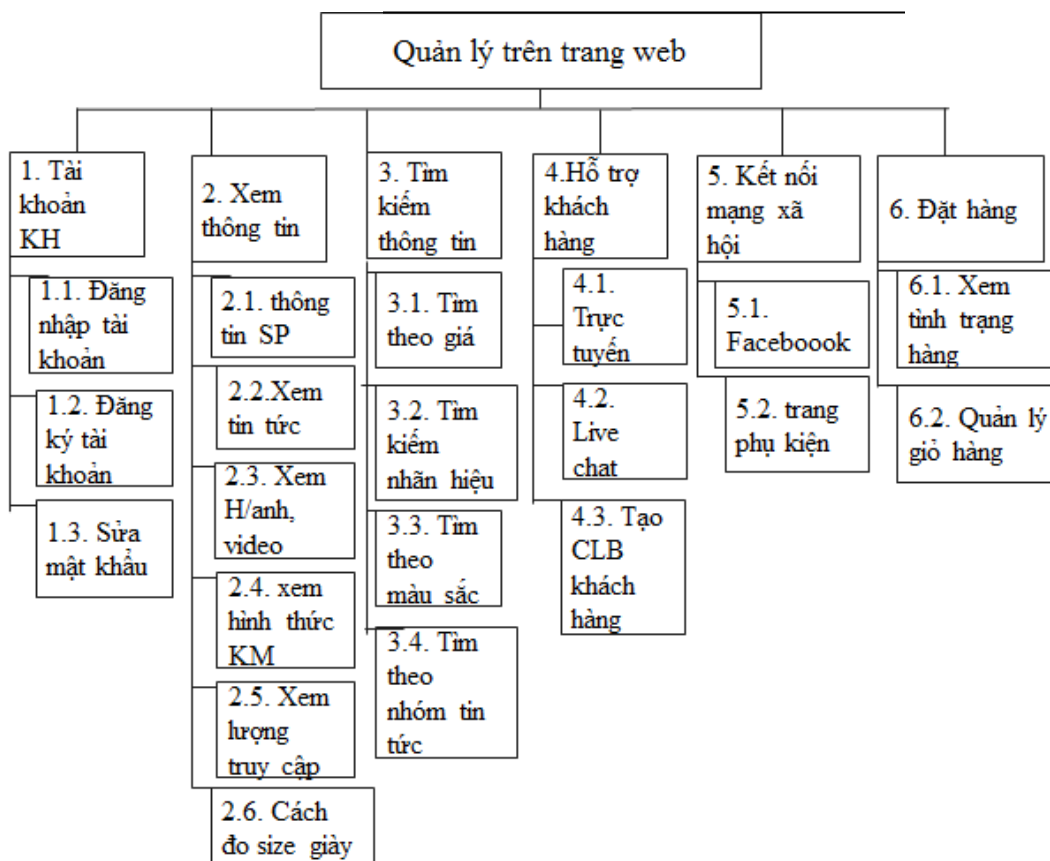 Quản lý trên trang web
1. Tài
khoản
KH
1.1. Đăng
nhập tài
khoản
1.2. Đăng
ký tài
khoản
1.3. Sửa
mật khẩu
2. Xem
thông tin
2.1. thông
tin SP
2.2.Xem
tin tức
2.3. Xem
H/anh,
video
2.4. xem
hình thức
KM
2.5. Xem
lượng
truy cập
2.6. Cách
đo size giày
3. Tìm
kiếm
thông tin
3.1. Tìm
theo giá
3.2. Tìm
kiếm
nhãn hiệu
3.3. Tìm
theo
màu sắc
3.4. Tìm
theo
nhóm tin
tức
4.Hỗ trợ
khách
hàng
4.1.
Trực
tuyến
4.2.
Live
chat
4.3. Tạo
CLB
khách
hàng
5. Kết nối
mạng xã
hội
5.1.
Faceboook
5.2. trang
phụ kiện
6. Đặt hàng
6.1. Xem
tình trạng
hàng
6.2. Quản lý
giỏ hàng